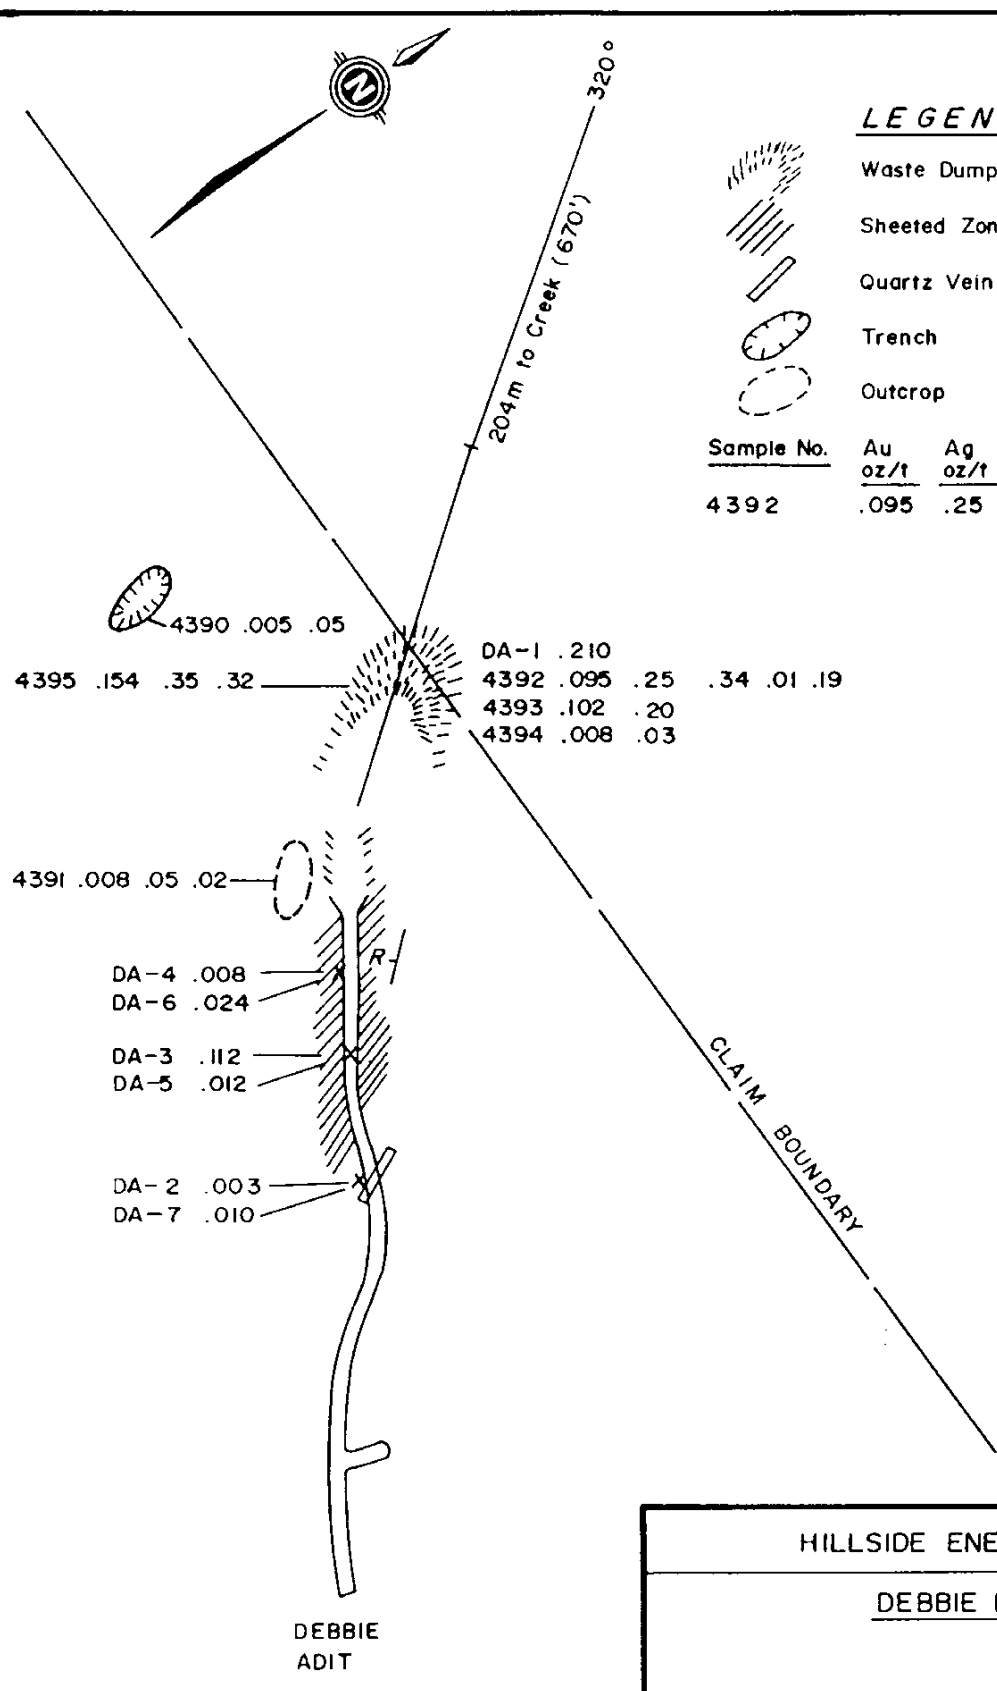 N
320°
204m to Creek (670')
LEGEN
Waste Dump
Sheeted Zon
Quartz Vein
Trench
Outcrop
Sample No. Au oz/t Ag oz/t
4392 .095 .25
4390 .005 .05
4395 .154 .35 .32
DA-1 .210
4392 .095 .25 .34 .01 .19
4393 .102 .20
4394 .008 .03
4391 .008 .05 .02
R
DA-4 .008
DA-6 .024
DA-3 .112
DA-5 .012
DA-2 .003
DA-7 .010
CLAIM BOUNDARY
DEBBIE
ADIT
HILLSIDE ENE
DEBBIE